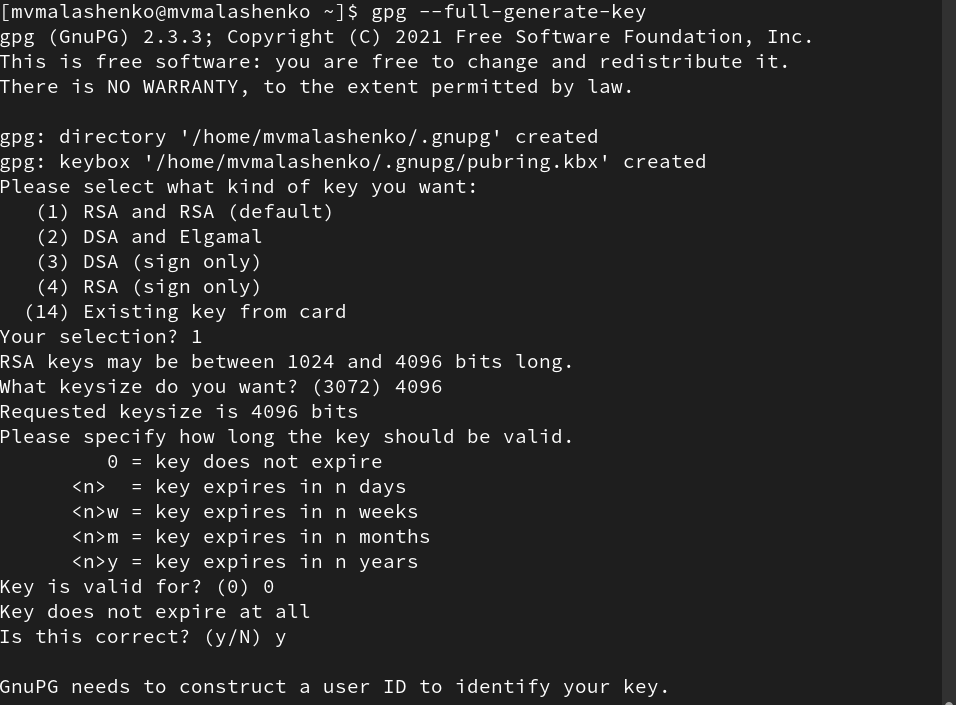 [mvmalashenko@mvmalashenko ~]$ gpg --full-generate-key
gpg (GnuPG) 2.3.3; Copyright (C) 2021 Free Software Foundation, Inc.
This is free software: you are free to change and redistribute it.
There is NO WARRANTY, to the extent permitted by law.

gpg: directory '/home/mvmalashenko/.gnupg' created
gpg: keybox '/home/mvmalashenko/.gnupg/pubring.kbx' created
Please select what kind of key you want:
   (1) RSA and RSA (default)
   (2) DSA and Elgamal
   (3) DSA (sign only)
   (4) RSA (sign only)
  (14) Existing key from card
Your selection? 1
RSA keys may be between 1024 and 4096 bits long.
What keysize do you want? (3072) 4096
Requested keysize is 4096 bits
Please specify how long the key should be valid.
         0 = key does not expire
      <n>  = key expires in n days
      <n>w = key expires in n weeks
      <n>m = key expires in n months
      <n>y = key expires in n years
Key is valid for? (0) 0
Key does not expire at all
Is this correct? (y/N) y

GnuPG needs to construct a user ID to identify your key.